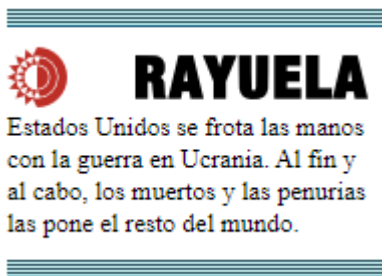 RAYUELA
Estados Unidos se frota las manos
con la guerra en Ucrania. Al fin y
al cabo, los muertos y las penurias
las pone el resto del mundo.